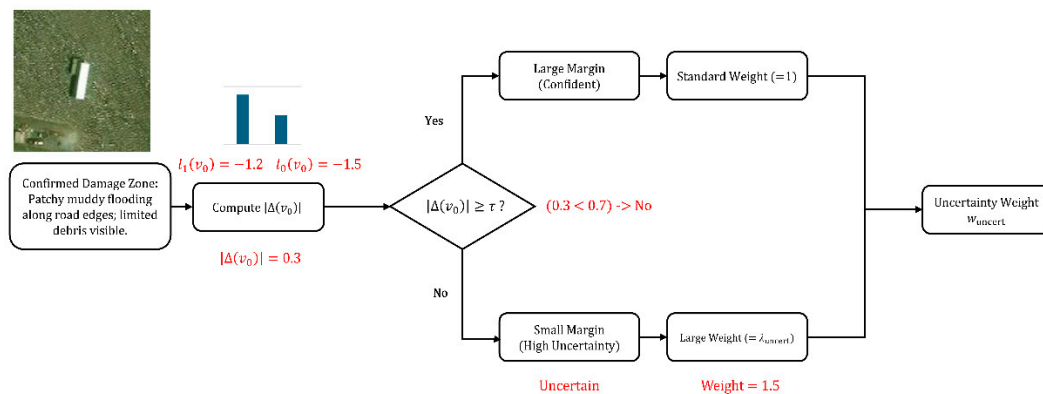 Large Margin
(Confident)
Standard Weight (=1)
Yes
l₁(v₀) = −1.2
l₀(v₀) = −1.5
Confirmed Damage Zone:
Patchy muddy flooding
along road edges; limited
debris visible.
Compute |Δ(v₀)|
|Δ(v₀)| ≥ τ ?
(0.3 < 0.7) -> No
Uncertainty Weight
w_uncert
|Δ(v₀)| = 0.3
No
Small Margin
(High Uncertainty)
Large Weight (= λ_uncert)
Uncertain
Weight = 1.5